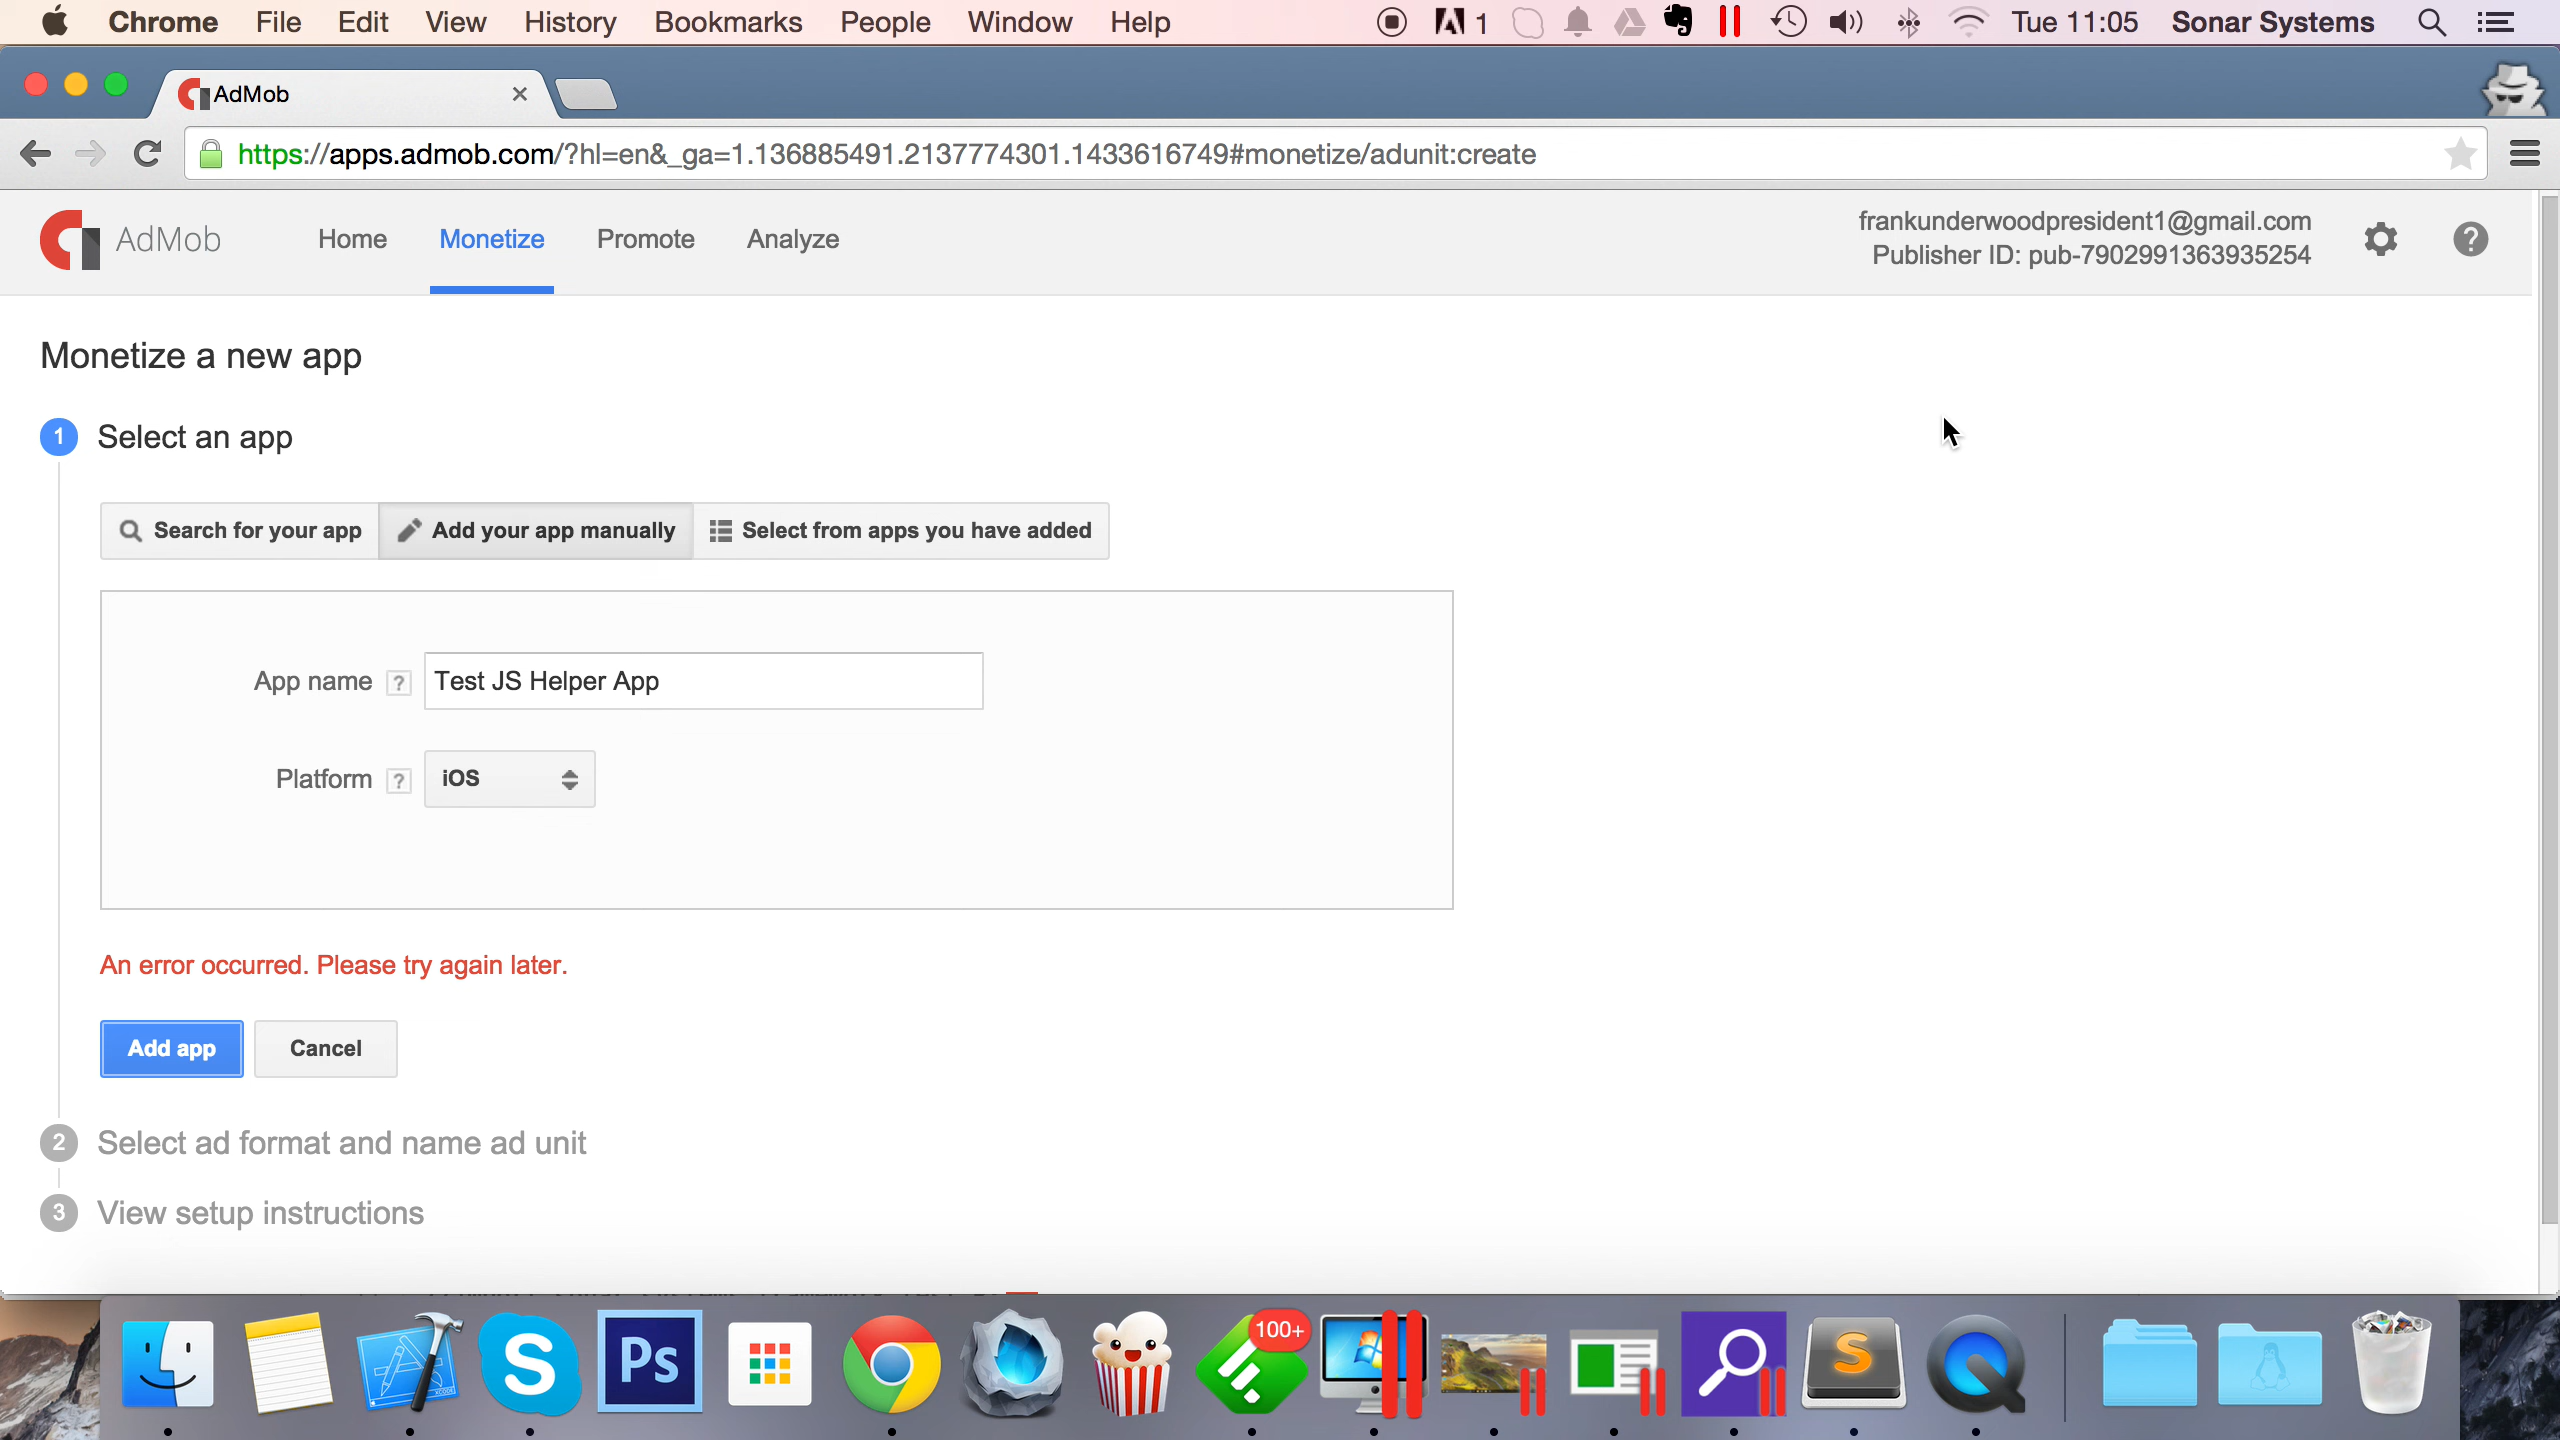 Chrome File Edit View History Bookmarks People Window Help 1 Tue 11:05 Sonar Systems
AdMob
https://apps.admob.com/?hl=en&_ga=1.136885491.2137774301.1433616749#monetize/adunit:create
AdMob Home Monetize Promote Analyze
frankunderwoodpresident1@gmail.com
Publisher ID: pub-7902991363935254
?
Monetize a new app
1 Select an app
Search for your app Add your app manually Select from apps you have added
App name ? Test JS Helper App
Platform ? iOS
An error occurred. Please try again later.
Add app Cancel
2 Select ad format and name ad unit
3 View setup instructions
100+
XCODE
S
Ps
S